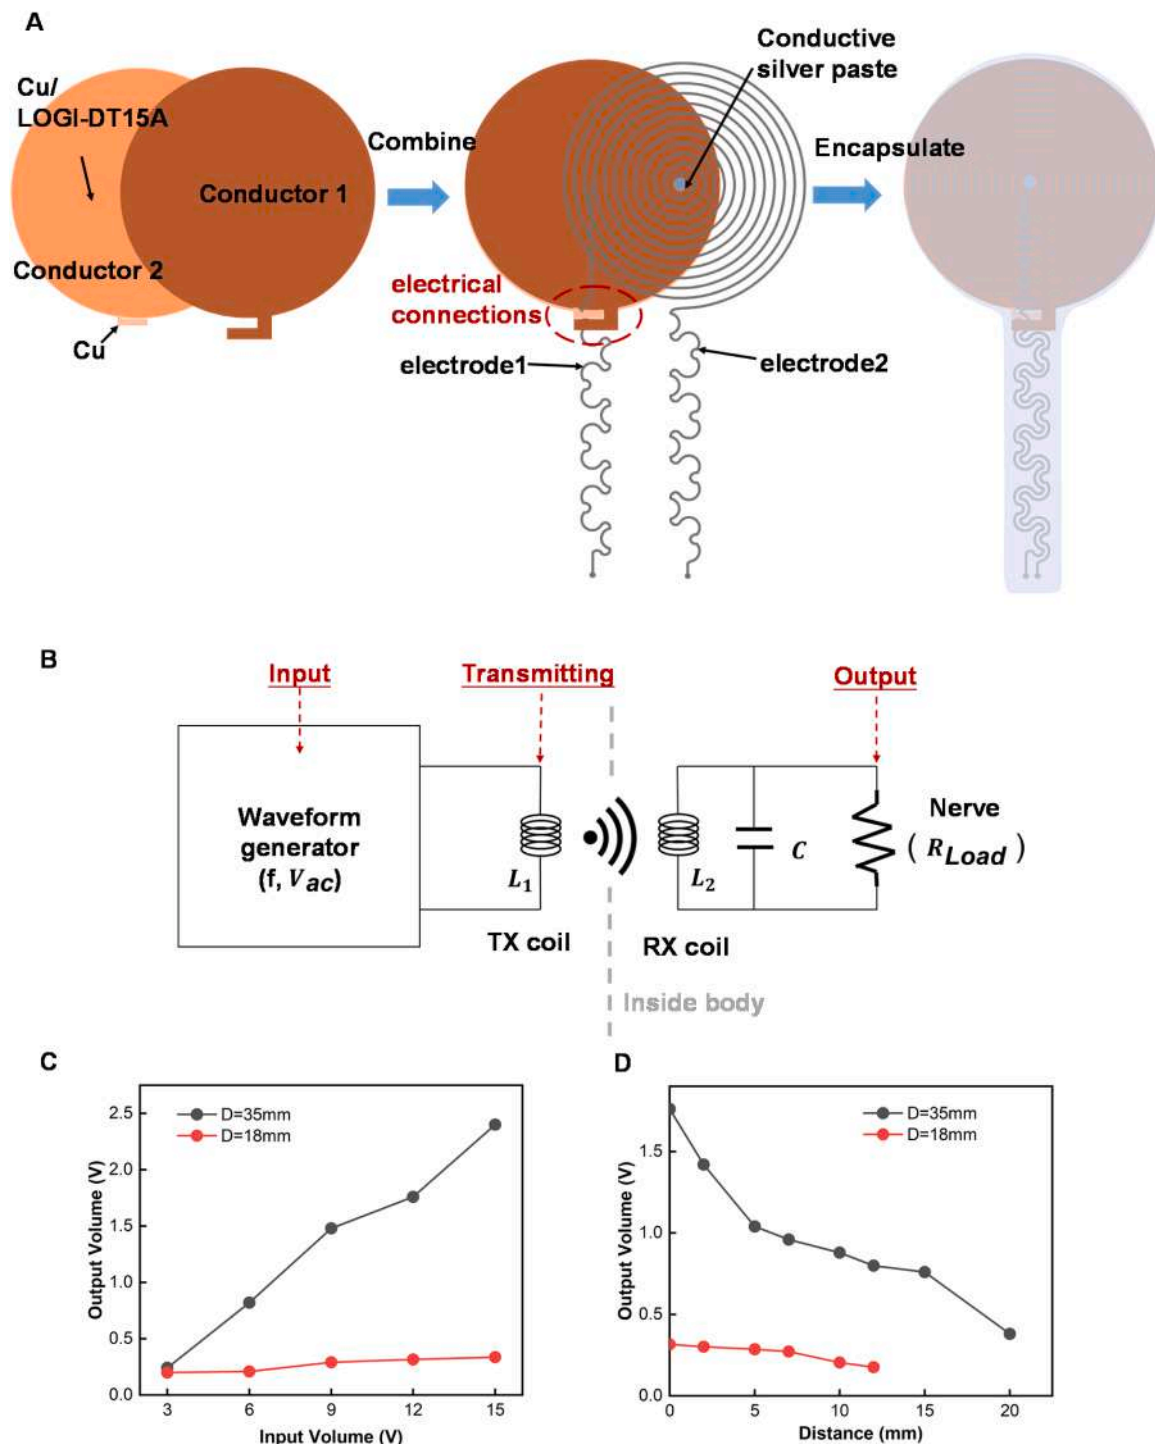 A
Cu/
LOGI-DT15A
Conductor 1
Conductor 2
Cu
Combine
Conductive
silver paste
Encapsulate
electrical
connections
electrode1
electrode2
B
Input
Transmitting
Output
Waveform
generator
(f, Vac)
L1
L2
C
Nerve
( RLoad )
TX coil
RX coil
Inside body
C
D=35mm
D=18mm
Output Volume (V)
2.5
2.0
1.5
1.0
0.5
0.0
3 6 9 12 15
Input Volume (V)
D
D=35mm
D=18mm
Output Volume (V)
1.5
1.0
0.5
0.0
0 5 10 15 20
Distance (mm)